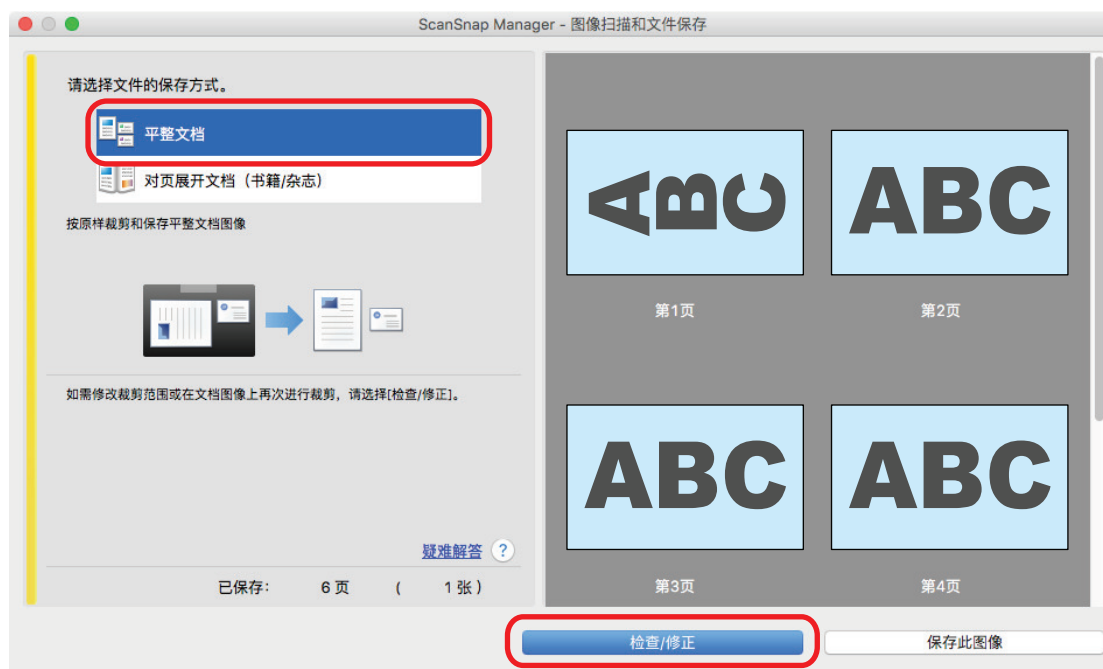 ScanSnap Manager - 图像扫描和文件保存
请选择文件的保存方式。
平整文档
对页展开文档（书籍/杂志）
按原样裁剪和保存平整文档图像
如需修改裁剪范围或在文档图像上再次进行裁剪，请选择[检查/修正]。
疑难解答 ?
已保存: 6 页 ( 1 张 )
ABC
ABC
第1页
第2页
ABC
ABC
第3页
第4页
检查/修正
保存此图像